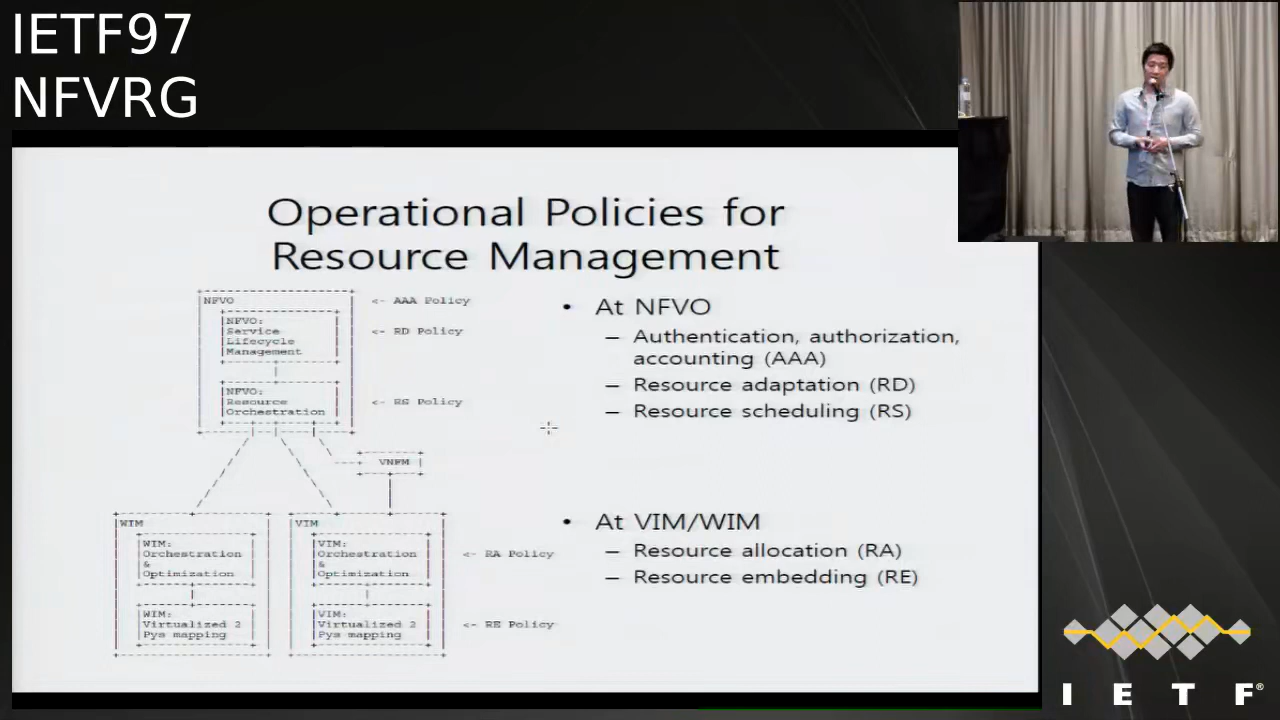 IETF97
NFVRG
Operational Policies for
Resource Management
NFVO
<- AAA Policy
NFVO:
Service
Lifecycle
Management
<- RD Policy
NFVO:
Resource
Orchestration
<- RS Policy
VNFM
WIM
WIM:
Orchestration
&
Optimization
WIM:
Virtualized 2
Pys mapping
VIM
VIM:
Orchestration
&
Optimization
<- RA Policy
VIM:
Virtualized 2
Pys mapping
<- RE Policy
• At NFVO
– Authentication, authorization,
accounting (AAA)
– Resource adaptation (RD)
– Resource scheduling (RS)
• At VIM/WIM
– Resource allocation (RA)
– Resource embedding (RE)
I E T F®